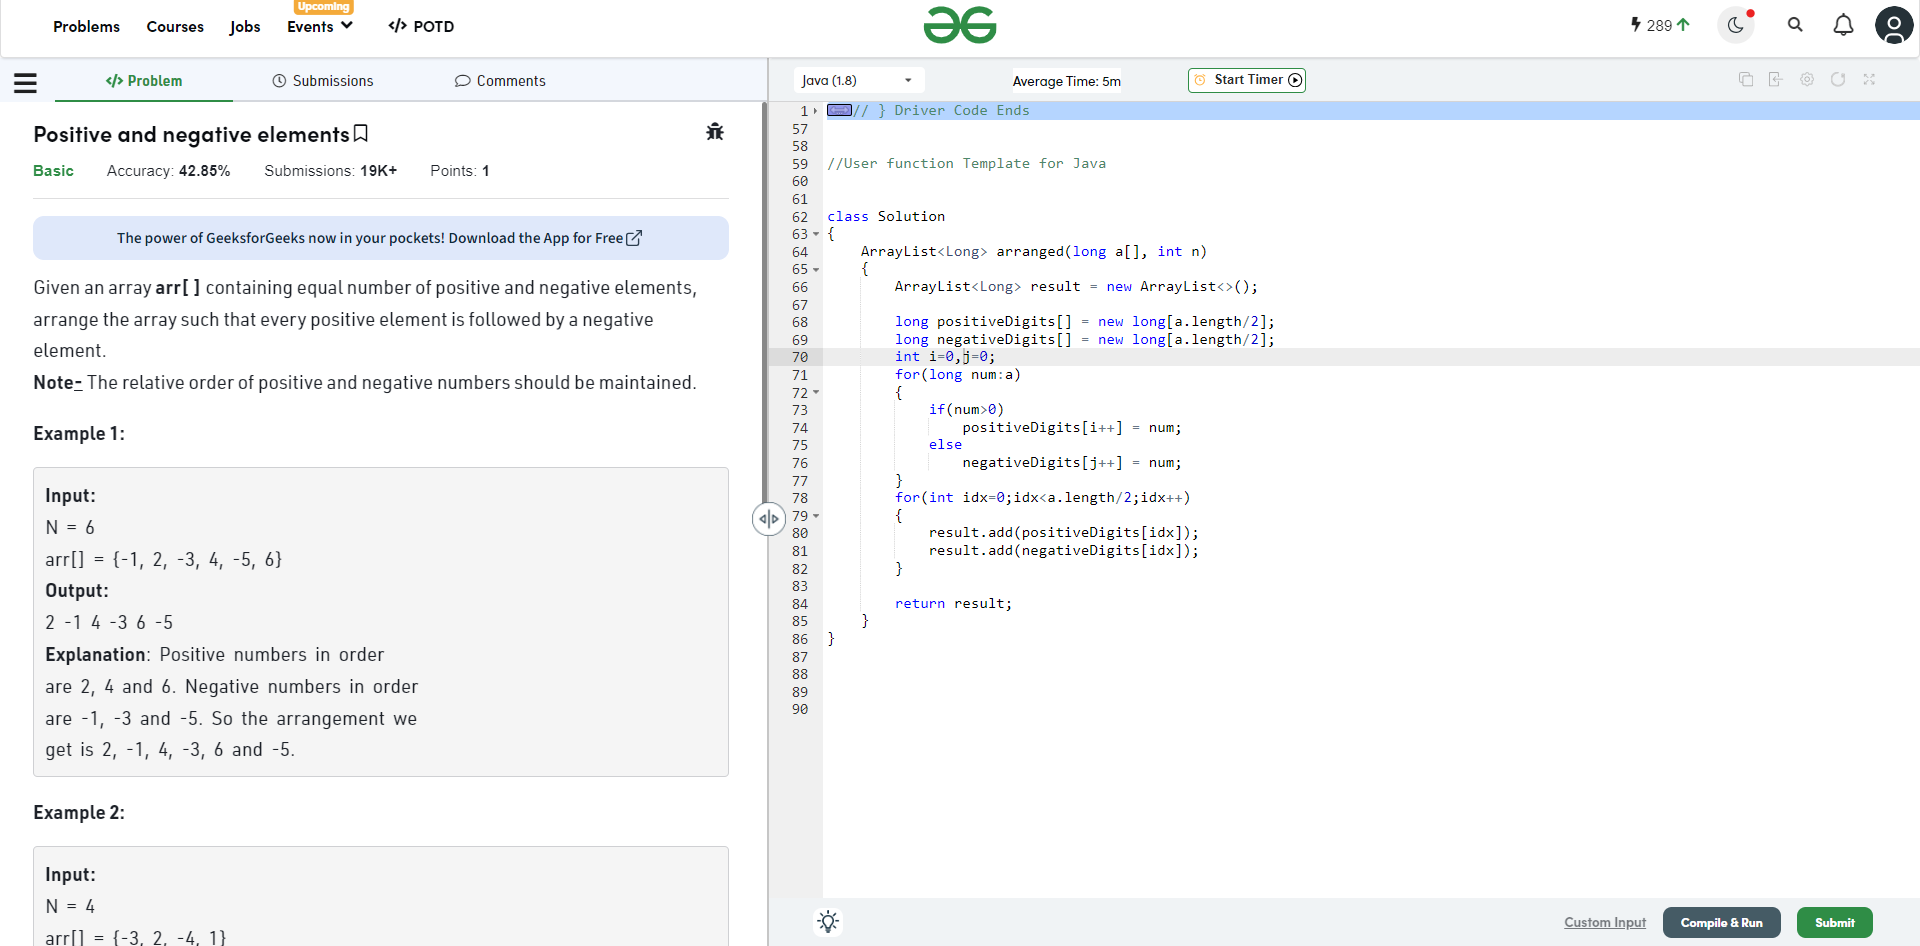 Problems Courses Jobs Events Upcoming POTD
289
Problem Submissions Comments
Java (1.8) Average Time: 5m Start Timer
Positive and negative elements
Basic Accuracy: 42.85% Submissions: 19K+ Points: 1
The power of GeeksforGeeks now in your pockets! Download the App for Free
Given an array arr[ ] containing equal number of positive and negative elements,
arrange the array such that every positive element is followed by a negative
element.
Note- The relative order of positive and negative numbers should be maintained.
Example 1:
Input:
N = 6
arr[] = {-1, 2, -3, 4, -5, 6}
Output:
2 -1 4 -3 6 -5
Explanation: Positive numbers in order
are 2, 4 and 6. Negative numbers in order
are -1, -3 and -5. So the arrangement we
get is 2, -1, 4, -3, 6 and -5.
Example 2:
Input:
N = 4
arr[] = {-3, 2, -4, 1}
1 // } Driver Code Ends
57
58
59 //User function Template for Java
60
61
62 class Solution
63 {
64 ArrayList<Long> arranged(long a[], int n)
65 {
66 ArrayList<Long> result = new ArrayList<>();
67
68 long positiveDigits[] = new long[a.length/2];
69 long negativeDigits[] = new long[a.length/2];
70 int i=0,j=0;
71 for(long num:a)
72 {
73 if(num>0)
74 positiveDigits[i++] = num;
75 else
76 negativeDigits[j++] = num;
77 }
78 for(int idx=0;idx<a.length/2;idx++)
79 {
80 result.add(positiveDigits[idx]);
81 result.add(negativeDigits[idx]);
82 }
83
84 return result;
85 }
86 }
87
88
89
90
Custom Input Compile & Run Submit